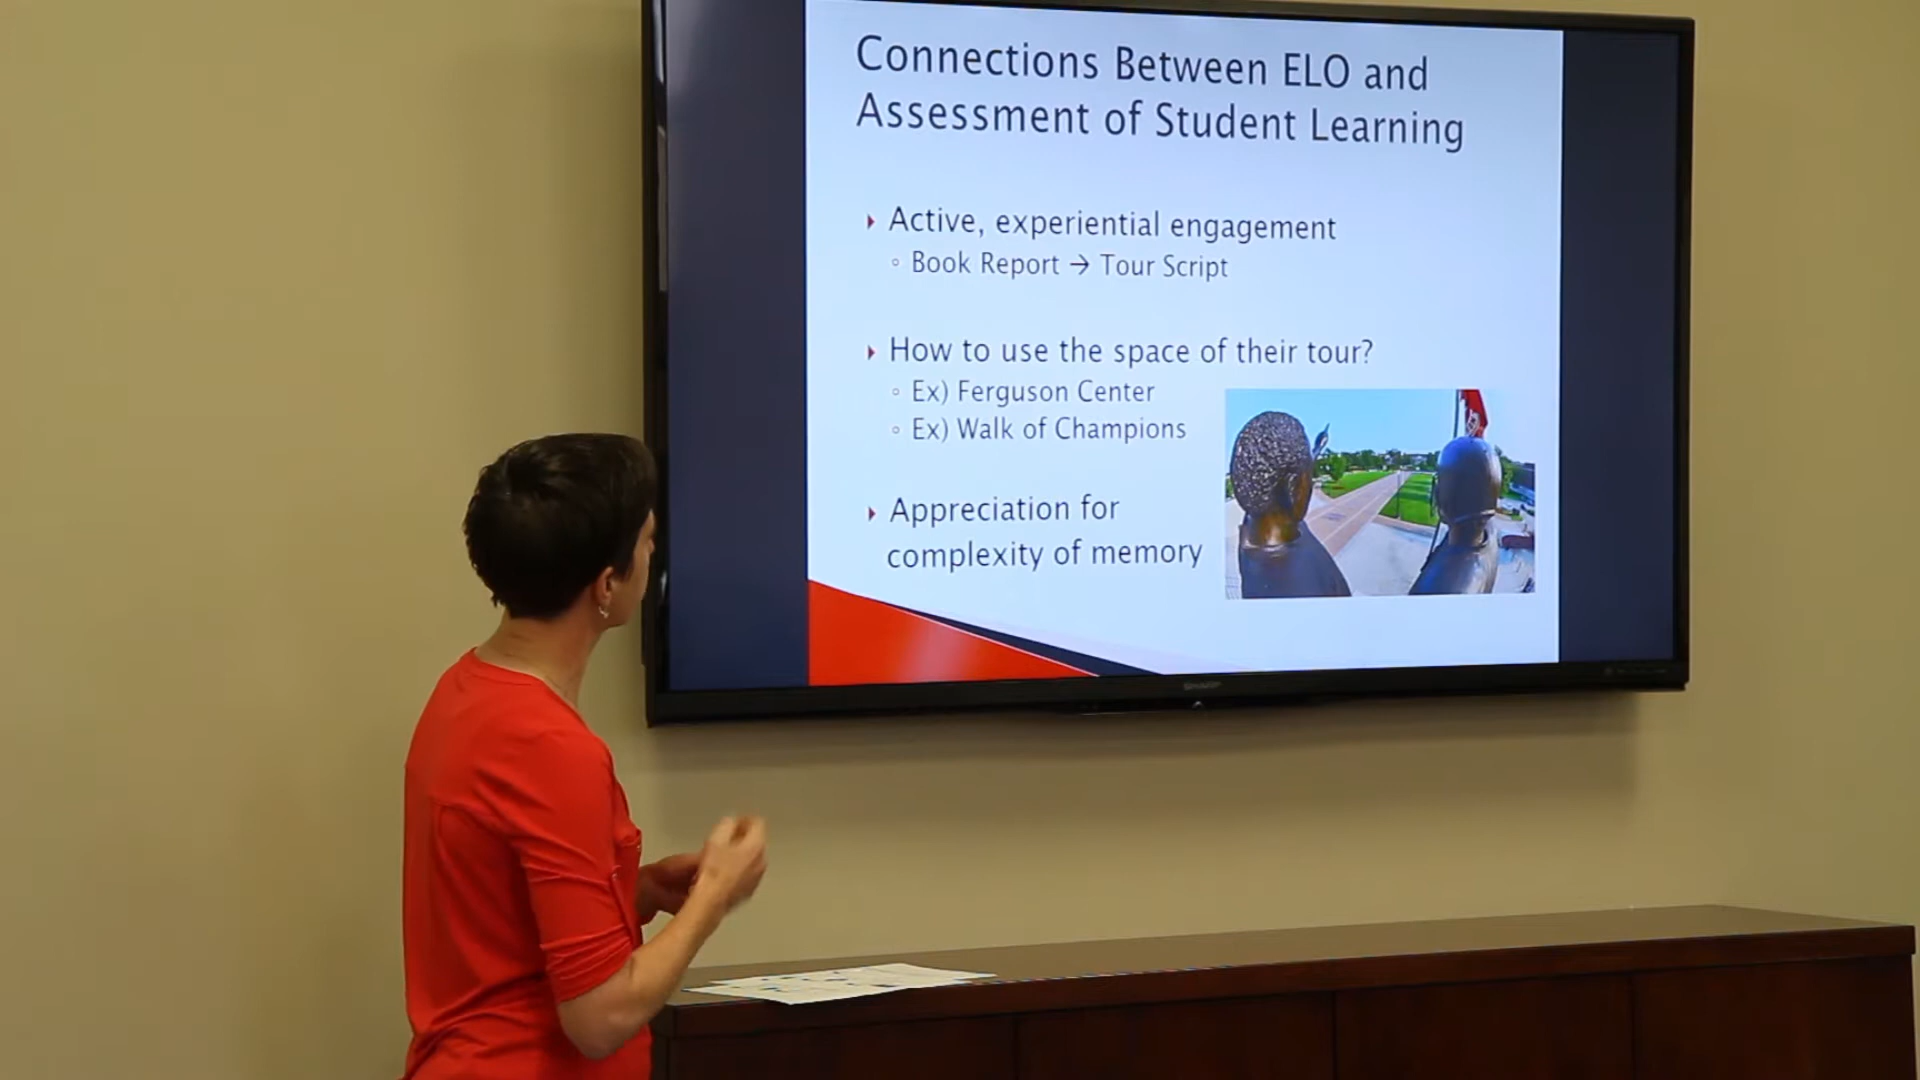 Connections Between ELO and
Assessment of Student Learning
Active, experiential engagement
Book Report → Tour Script
How to use the space of their tour?
Ex) Ferguson Center
Ex) Walk of Champions
Appreciation for
complexity of memory
SHARP